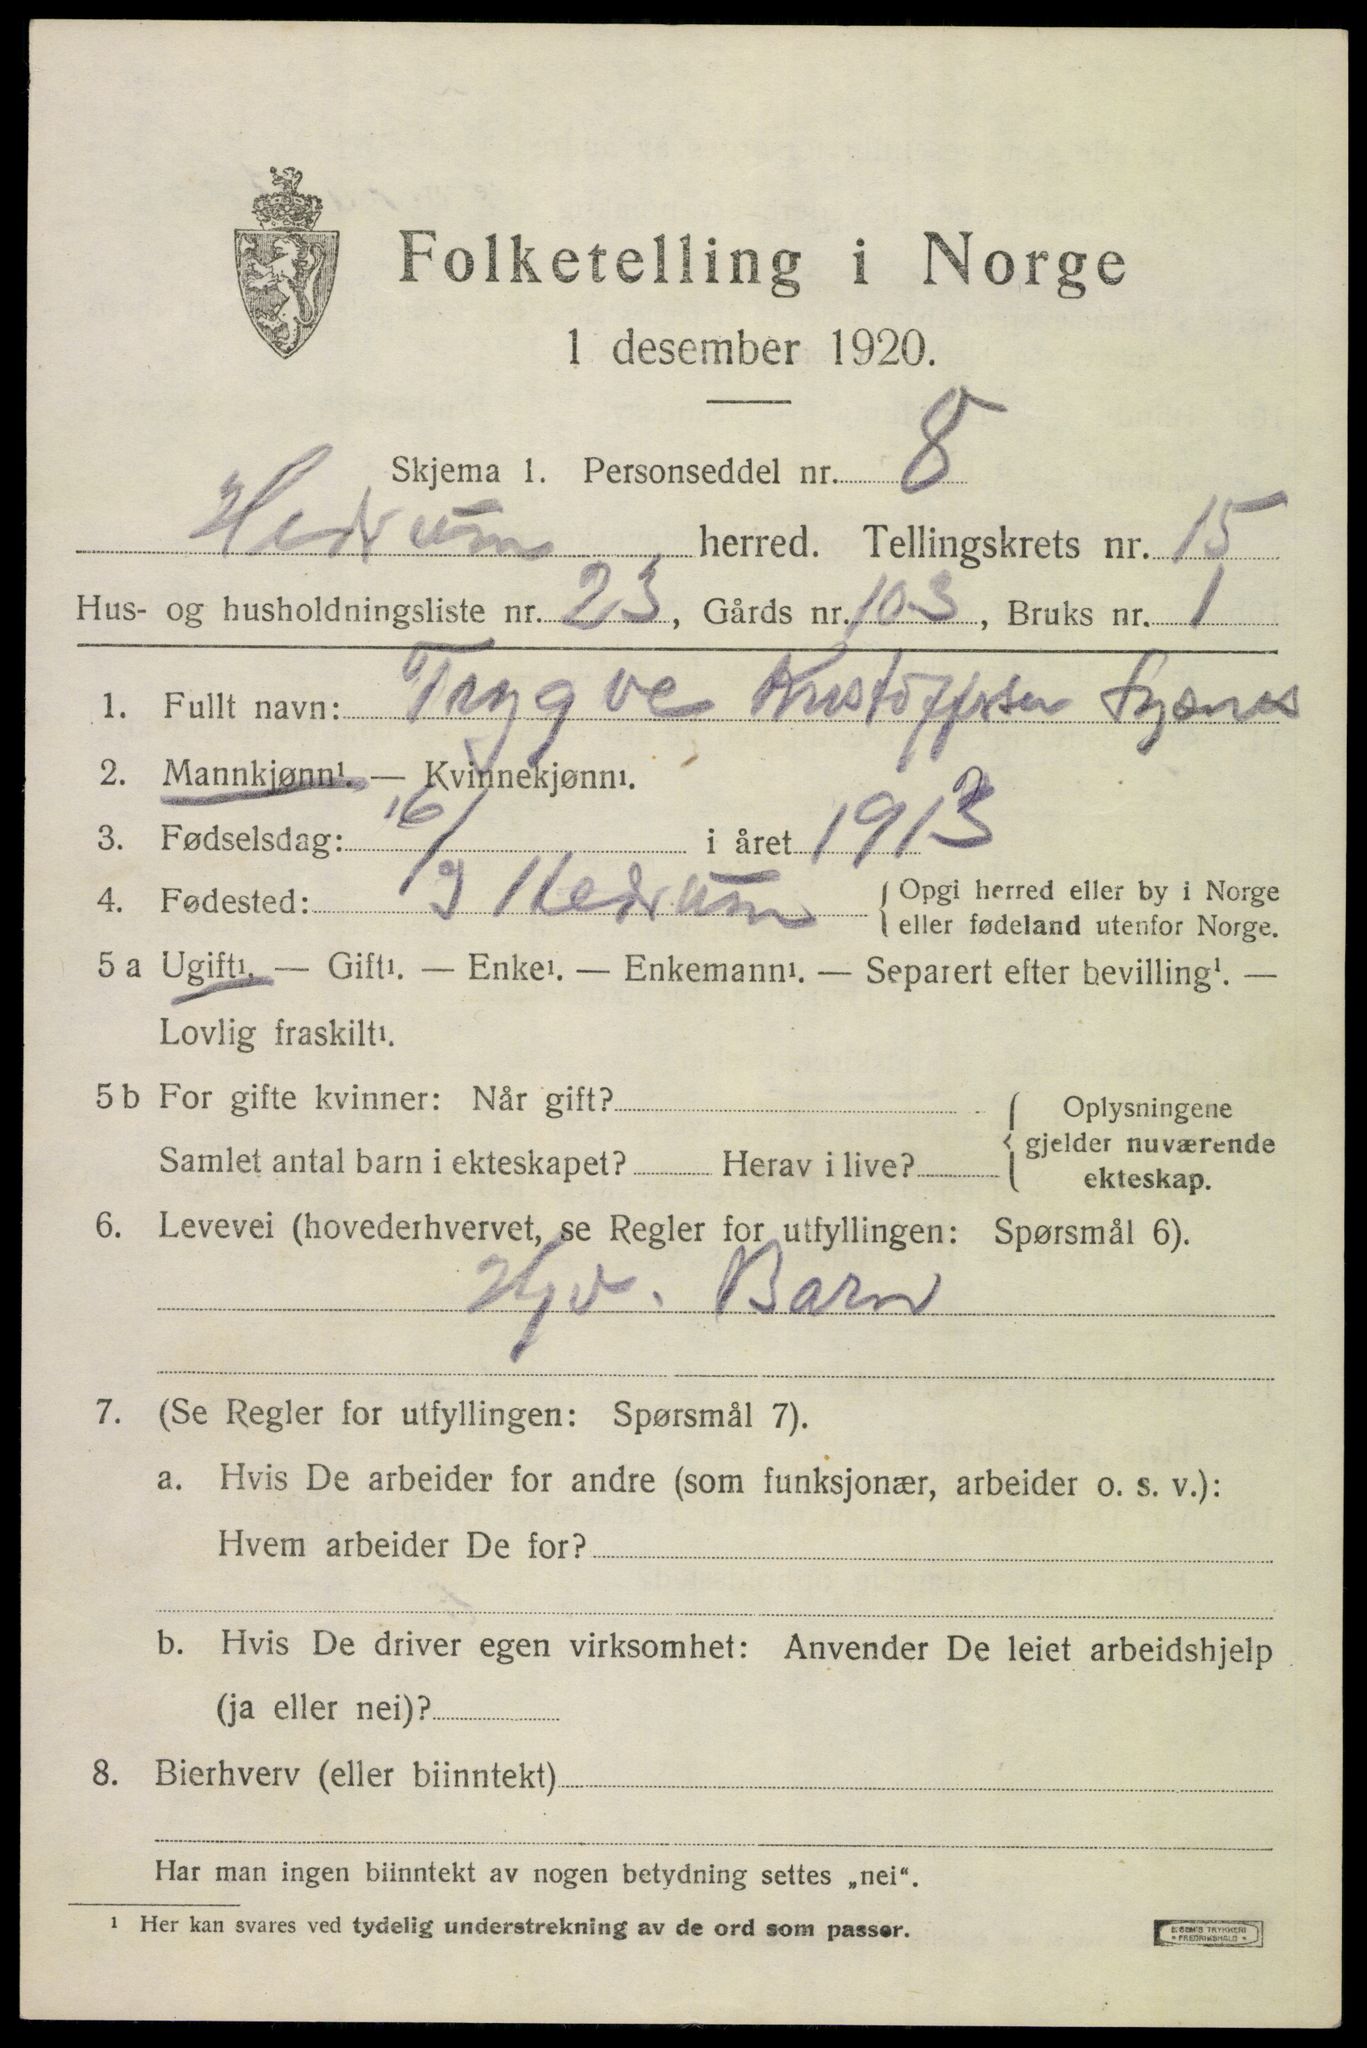 Folketelling i Norge
1 desember 1920.
Skjema 1. Personseddel nr. 8
Hedrum herred. Tellingskrets nr. 15
Hus- og husholdningsliste nr. 23, Gårds nr. 103, Bruks nr. 1
1. Fullt navn: Trygve Kristoffersen
2. Mannkjønn¹. — Kvinnekjønn¹.
3. Fødselsdag: 16/9 i året 1913
4. Fødested: Hedrum { Opgi herred eller by i Norge
eller fødeland utenfor Norge.
5 a Ugift¹. — Gift¹. — Enke¹. — Enkemann¹. — Separert efter bevilling¹. —
Lovlig fraskilt¹.
5 b For gifte kvinner: Når gift? { Oplysningene
gjelder nuværende
Samlet antal barn i ekteskapet? Herav i live?
ekteskap.
6. Levevei (hovederhvervet, se Regler for utfyllingen: Spørsmål 6).
Hjv. Barn
7. (Se Regler for utfyllingen: Spørsmål 7).
a. Hvis De arbeider for andre (som funksjonær, arbeider o. s. v.):
Hvem arbeider De for?
b. Hvis De driver egen virksomhet: Anvender De leiet arbeidshjelp
(ja eller nei)?
8. Bierhverv (eller biinntekt)
Har man ingen biinntekt av nogen betydning settes „nei“.
¹ Her kan svares ved tydelig understrekning av de ord som passer.
E. SEM'S TRYKKERI
• FREDRIKSHALD •